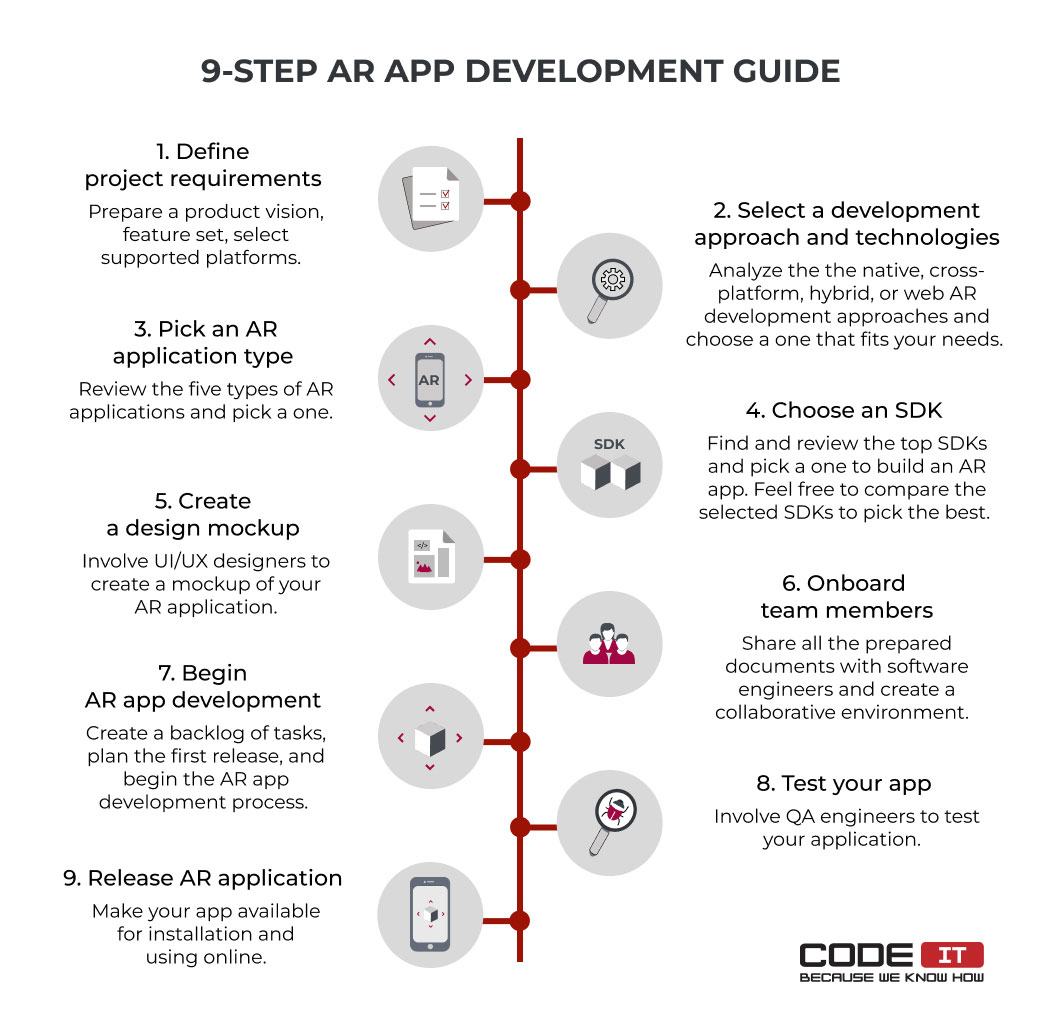 9-STEP AR APP DEVELOPMENT GUIDE
1. Define
project requirements
Prepare a product vision,
feature set, select
supported platforms.
2. Select a development
approach and technologies
Analyze the the native, cross-
platform, hybrid, or web AR
development approaches and
choose a one that fits your needs.
3. Pick an AR
application type
Review the five types of AR
applications and pick a one.
AR
4. Choose an SDK
Find and review the top SDKs
and pick a one to build an AR
app. Feel free to compare the
selected SDKs to pick the best.
SDK
5. Create
a design mockup
Involve UI/UX designers to
create a mockup of your
AR application.
</>
6. Onboard
team members
Share all the prepared
documents with software
engineers and create a
collaborative environment.
7. Begin
AR app development
Create a backlog of tasks,
plan the first release, and
begin the AR app
development process.
8. Test your app
Involve QA engineers to test
your application.
9. Release AR application
Make your app available
for installation and
using online.
CODE IT
BECAUSE WE KNOW HOW